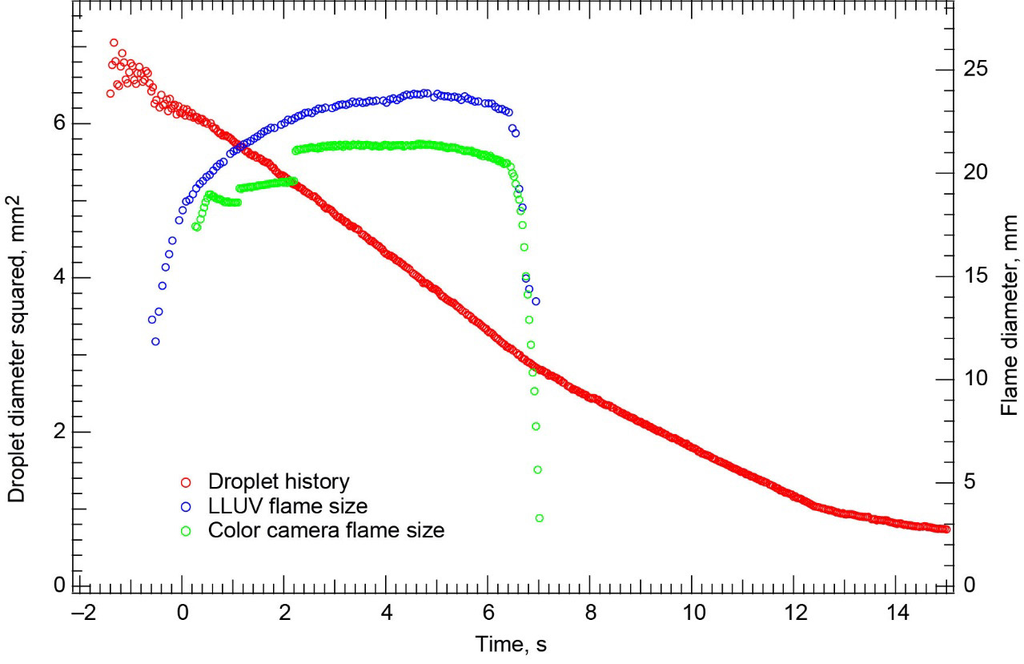 Droplet diameter squared, mm2
6
4
2
0
25
20
15
10
5
0
Flame diameter, mm
Droplet history
LLUV flame size
Color camera flame size
–2 0 2 4 6 8 10 12 14
Time, s